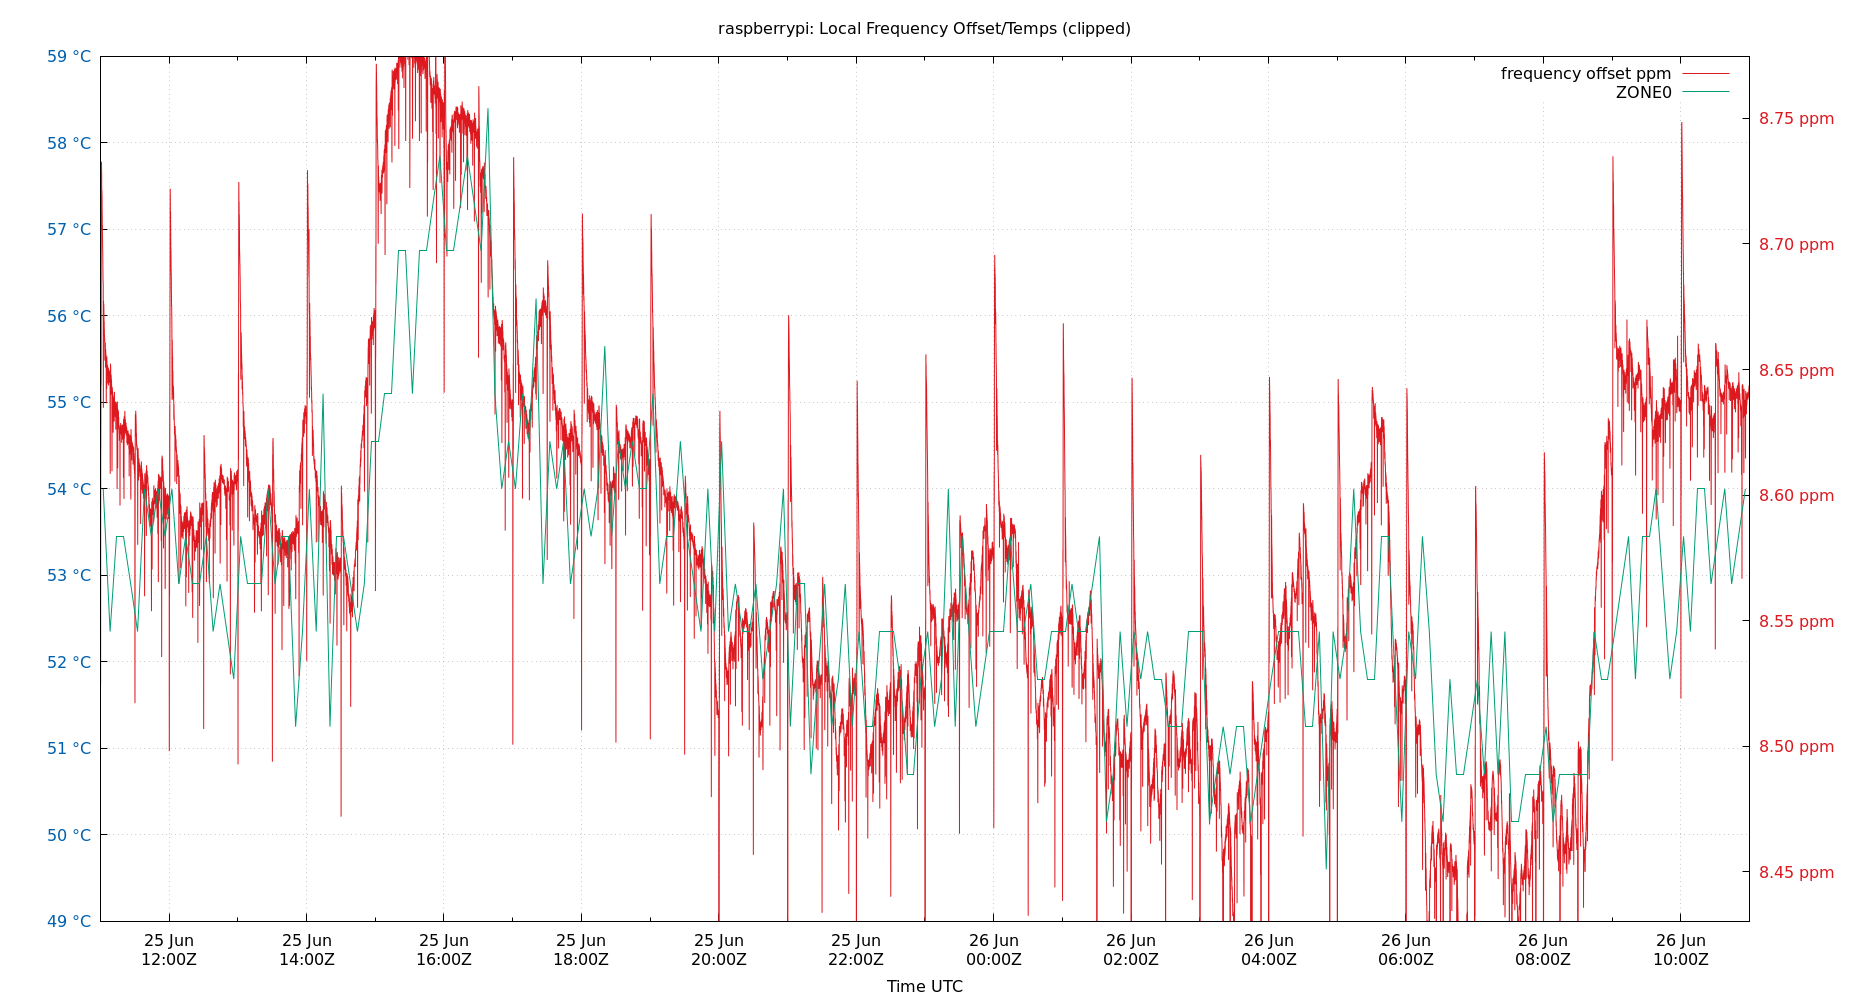 raspberrypi: Local Frequency Offset/Temps (clipped)
frequency offset ppm
ZONE0
59 °C
58 °C
57 °C
56 °C
55 °C
54 °C
53 °C
52 °C
51 °C
50 °C
49 °C
8.75 ppm
8.70 ppm
8.65 ppm
8.60 ppm
8.55 ppm
8.50 ppm
8.45 ppm
25 Jun
12:00Z
25 Jun
14:00Z
25 Jun
16:00Z
25 Jun
18:00Z
25 Jun
20:00Z
25 Jun
22:00Z
26 Jun
00:00Z
26 Jun
02:00Z
26 Jun
04:00Z
26 Jun
06:00Z
26 Jun
08:00Z
26 Jun
10:00Z
Time UTC